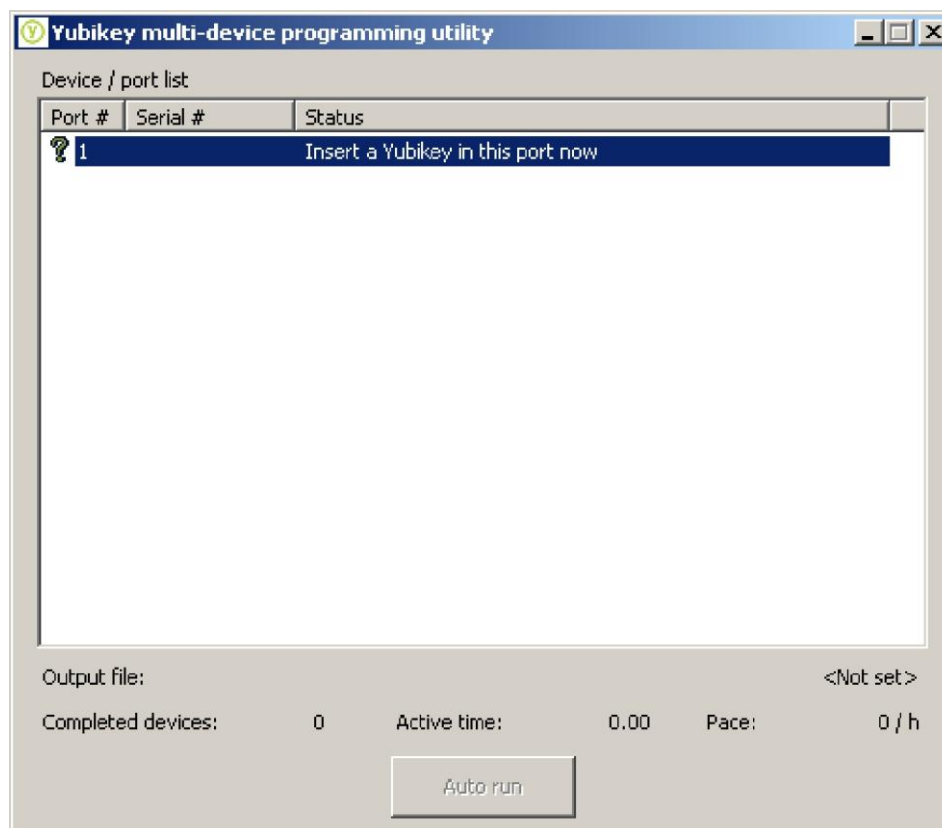 Yubikey multi-device programming utility
Device / port list
Port # Serial # Status
1 Insert a Yubikey in this port now
Output file: <Not set>
Completed devices: 0 Active time: 0.00 Pace: 0 / h
Auto run